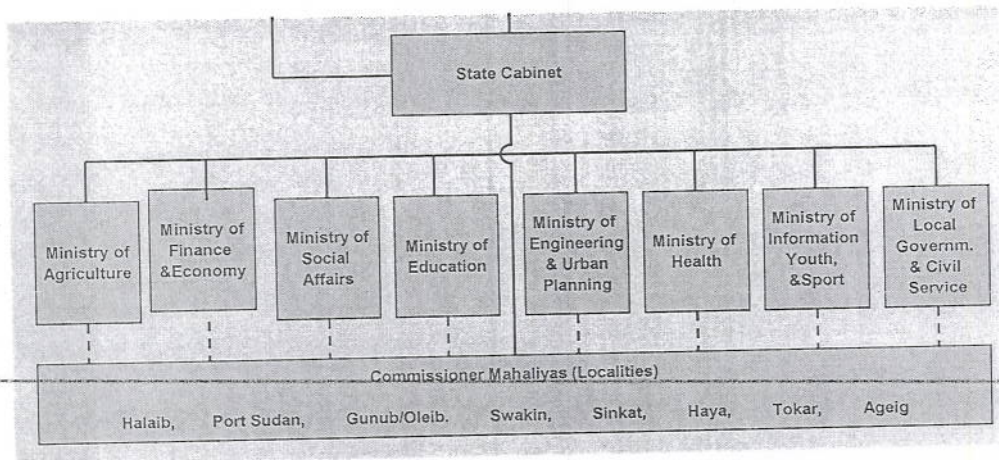 State Cabinet
Ministry of
Agriculture
Ministry of
Finance
&Economy
Ministry of
Social
Affairs
Ministry of
Education
Ministry of
Engineering
& Urban
Planning
Ministry of
Health
Ministry of
Information
Youth,
&Sport
Ministry of
Local
Governm.
& Civil
Service
Commissioner Mahaliyas (Localities)
Halaib, Port Sudan, Gunub/Oleib. Swakin, Sinkat, Haya, Tokar, Ageig